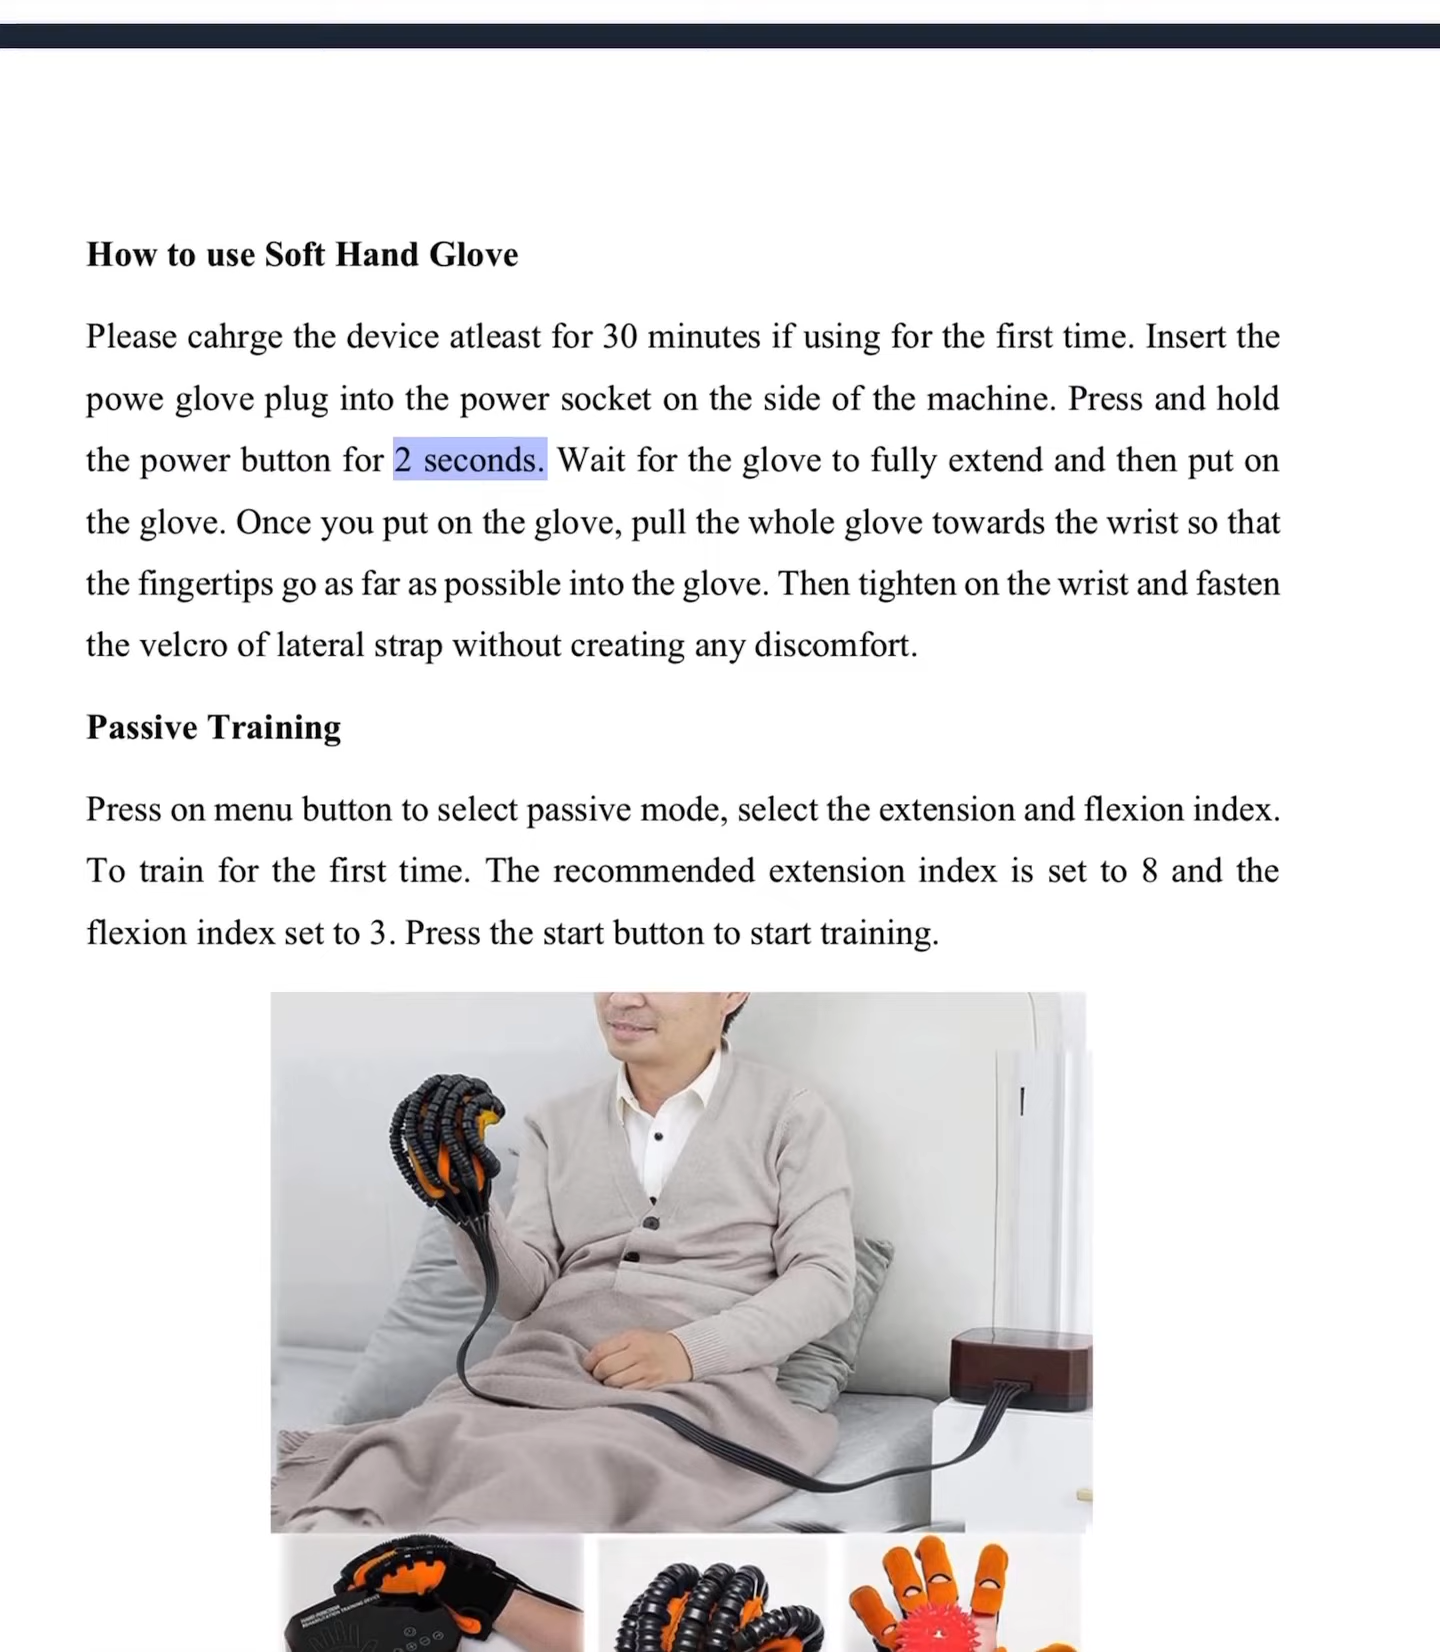 How to use Soft Hand Glove
Please cahrge the device atleast for 30 minutes if using for the first time. Insert the
powe glove plug into the power socket on the side of the machine. Press and hold
the power button for 2 seconds. Wait for the glove to fully extend and then put on
the glove. Once you put on the glove, pull the whole glove towards the wrist so that
the fingertips go as far as possible into the glove. Then tighten on the wrist and fasten
the velcro of lateral strap without creating any discomfort.
Passive Training
Press on menu button to select passive mode, select the extension and flexion index.
To train for the first time. The recommended extension index is set to 8 and the
flexion index set to 3. Press the start button to start training.
HAND FUNCTION
REHABILITATION TRAINING DEVICE